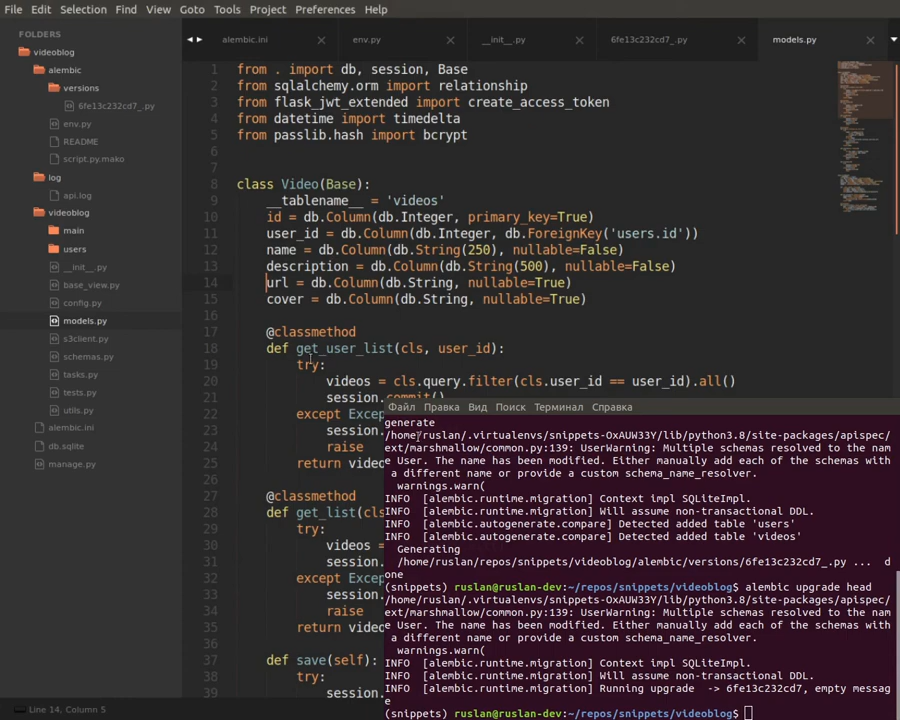 File Edit Selection Find View Goto Tools Project Preferences Help
FOLDERS
videoblog
alembic
versions
6fe13c232cd7_.py
env.py
README
script.py.mako
log
api.log
videoblog
main
users
__init__.py
base_view.py
config.py
models.py
s3client.py
schemas.py
tasks.py
tests.py
utils.py
alembic.ini
db.sqlite
manage.py
alembic.ini env.py __init__.py 6fe13c232cd7_.py models.py
1 from . import db, session, Base
2 from sqlalchemy.orm import relationship
3 from flask_jwt_extended import create_access_token
4 from datetime import timedelta
5 from passlib.hash import bcrypt
6
7
8 class Video(Base):
9 __tablename__ = 'videos'
10 id = db.Column(db.Integer, primary_key=True)
11 user_id = db.Column(db.Integer, db.ForeignKey('users.id'))
12 name = db.Column(db.String(250), nullable=False)
13 description = db.Column(db.String(500), nullable=False)
14 url = db.Column(db.String, nullable=True)
15 cover = db.Column(db.String, nullable=True)
16
17 @classmethod
18 def get_user_list(cls, user_id):
19 try:
20 videos = cls.query.filter(cls.user_id == user_id).all()
21 session.commit()
22 except Excep
23 session.
24 raise
25 return video
26
27 @classmethod
28 def get_list(cls
29 try:
30 videos =
31 session.
32 except Excep
33 session.
34 raise
35 return video
36
37 def save(self):
38 try:
39 session.
Файл Правка Вид Поиск Терминал Справка
generate
/home/ruslan/.virtualenvs/snippets-OxAUW33Y/lib/python3.8/site-packages/apispec/
ext/marshmallow/common.py:139: UserWarning: Multiple schemas resolved to the nam
e User. The name has been modified. Either manually add each of the schemas with
a different name or provide a custom schema_name_resolver.
warnings.warn(
INFO [alembic.runtime.migration] Context impl SQLiteImpl.
INFO [alembic.runtime.migration] Will assume non-transactional DDL.
INFO [alembic.autogenerate.compare] Detected added table 'users'
INFO [alembic.autogenerate.compare] Detected added table 'videos'
Generating
/home/ruslan/repos/snippets/videoblog/alembic/versions/6fe13c232cd7_.py ... d
one
(snippets) ruslan@ruslan-dev:~/repos/snippets/videoblog$ alembic upgrade head
/home/ruslan/.virtualenvs/snippets-OxAUW33Y/lib/python3.8/site-packages/apispec/
ext/marshmallow/common.py:139: UserWarning: Multiple schemas resolved to the nam
e User. The name has been modified. Either manually add each of the schemas with
a different name or provide a custom schema_name_resolver.
warnings.warn(
INFO [alembic.runtime.migration] Context impl SQLiteImpl.
INFO [alembic.runtime.migration] Will assume non-transactional DDL.
INFO [alembic.runtime.migration] Running upgrade -> 6fe13c232cd7, empty messag
e
(snippets) ruslan@ruslan-dev:~/repos/snippets/videoblog$
Line 14, Column 5